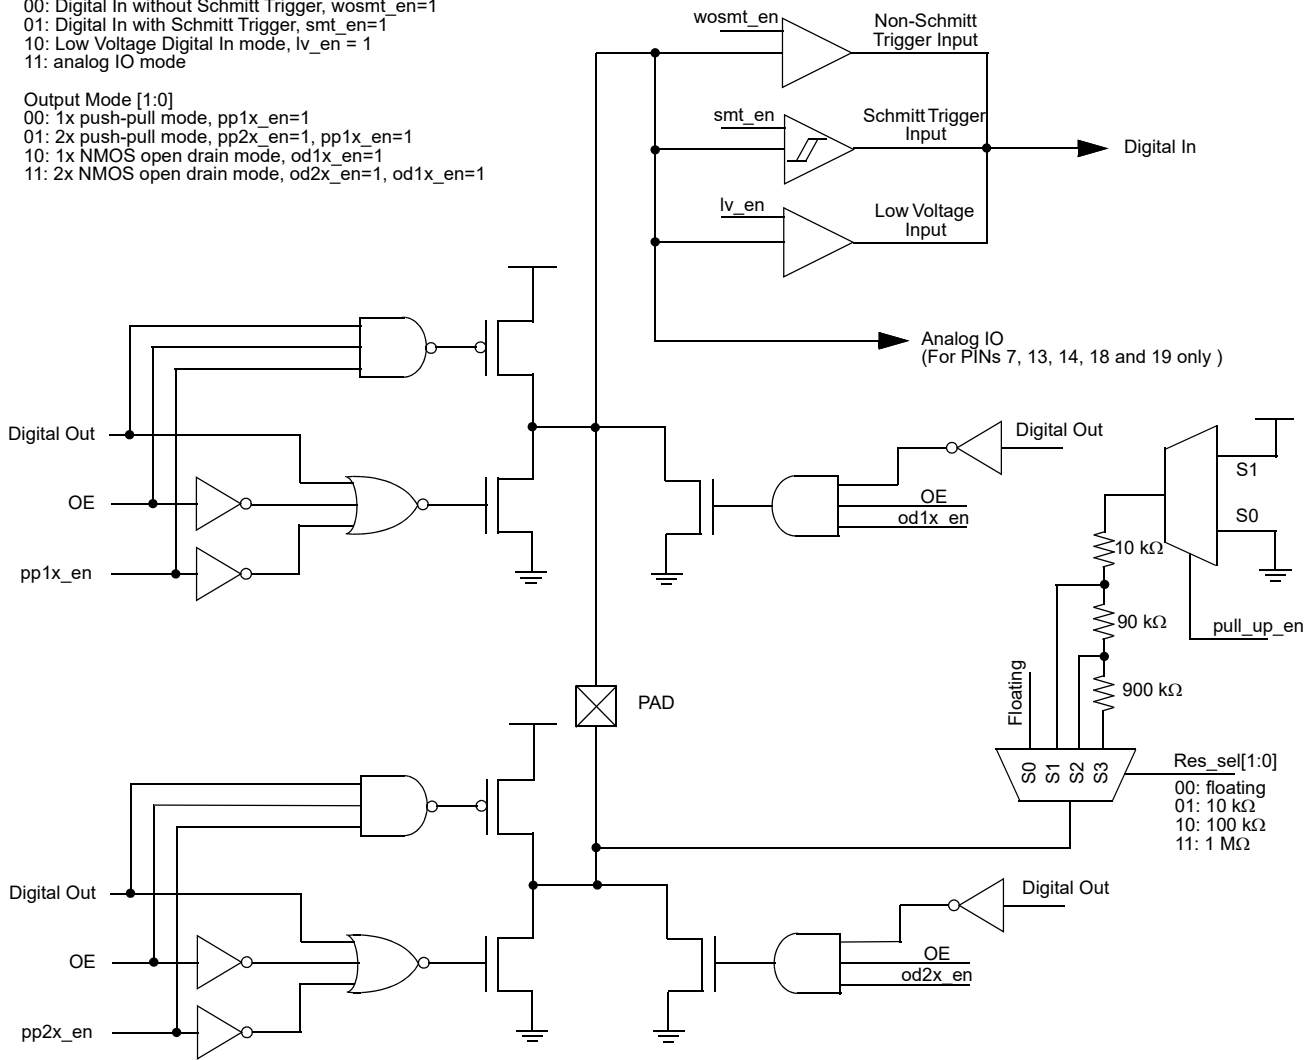 00: Digital In without Schmitt Trigger, wosmt_en=1
01: Digital In with Schmitt Trigger, smt_en=1
10: Low Voltage Digital In mode, lv_en = 1
11: analog IO mode
Output Mode [1:0]
00: 1x push-pull mode, pp1x_en=1
01: 2x push-pull mode, pp2x_en=1, pp1x_en=1
10: 1x NMOS open drain mode, od1x_en=1
11: 2x NMOS open drain mode, od2x_en=1, od1x_en=1
wosmt_en
Non-Schmitt
Trigger Input
smt_en
Schmitt Trigger
Input
Digital In
lv_en
Low Voltage
Input
Analog IO
(For PINs 7, 13, 14, 18 and 19 only )
Digital Out
OE
pp1x_en
Digital Out
OE
od1x_en
S1
S0
10 kΩ
90 kΩ
pull_up_en
900 kΩ
Floating
PAD
S0
S1
S2
S3
Res_sel[1:0]
00: floating
01: 10 kΩ
10: 100 kΩ
11: 1 MΩ
Digital Out
OE
pp2x_en
Digital Out
OE
od2x_en